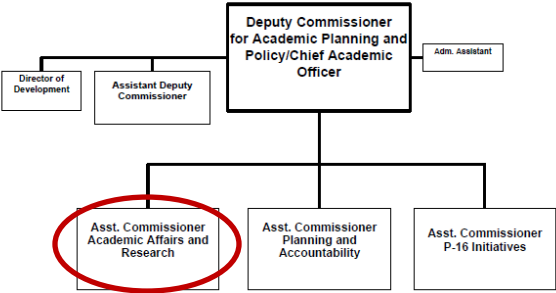 Deputy Commissioner
for Academic Planning and
Policy/Chief Academic
Officer
Adm. Assistant
Director of
Development
Assistant Deputy
Commissioner
Asst. Commissioner
Academic Affairs and
Research
Asst. Commissioner
Planning and
Accountability
Asst. Commissioner
P-16 Initiatives